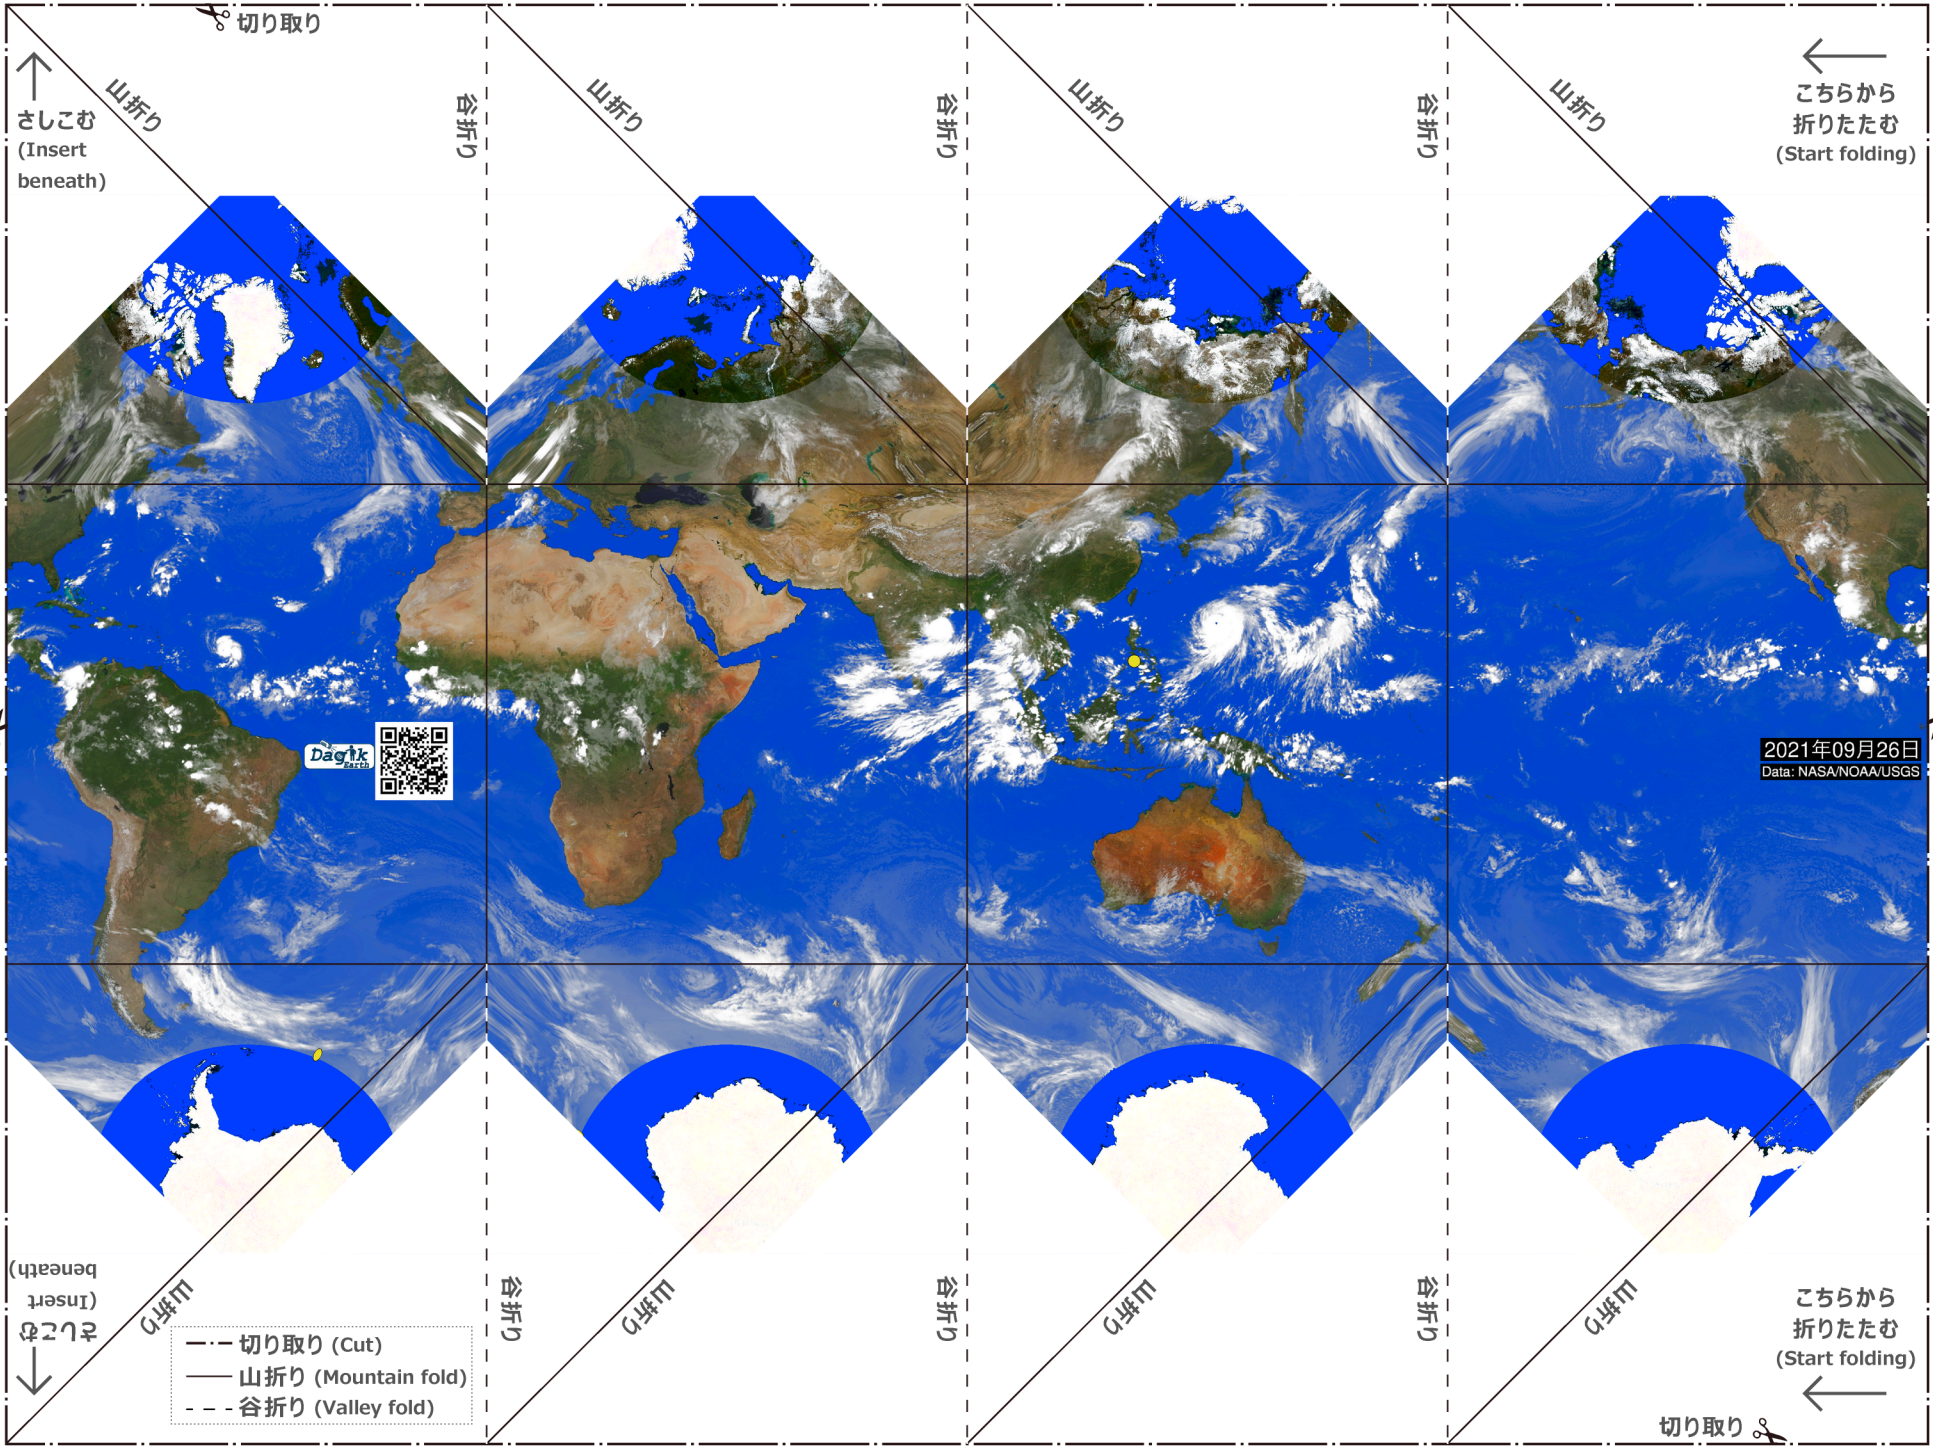 切り取り
山折り
谷折り
山折り
谷折り
山折り
谷折り
山折り
さしこむ
(Insert
beneath)
こちらから
折りたたむ
(Start folding)
Dagik
Earth
2021年09月26日
Data: NASA/NOAA/USGS
さしこむ
(Insert
beneath)
山折り
谷折り
山折り
谷折り
山折り
谷折り
山折り
こちらから
折りたたむ
(Start folding)
切り取り (Cut)
山折り (Mountain fold)
谷折り (Valley fold)
切り取り